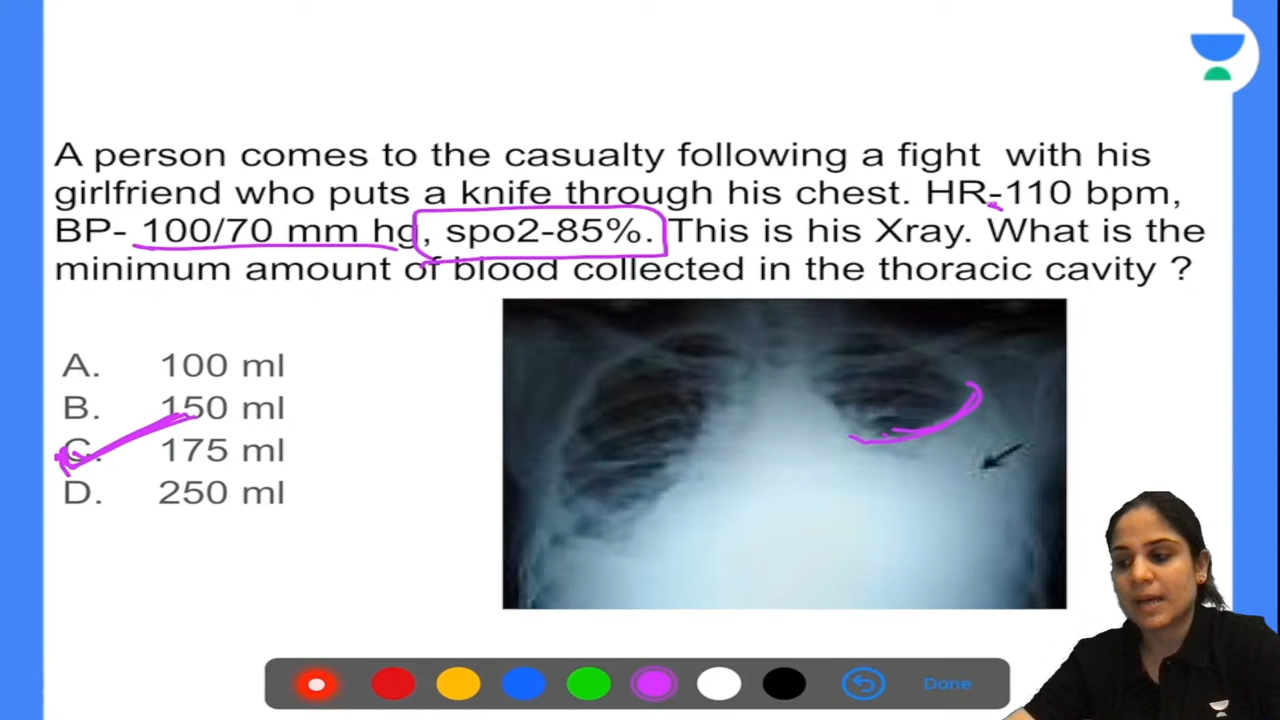 A person comes to the casualty following a fight with his
girlfriend who puts a knife through his chest. HR-110 bpm,
BP- 100/70 mm hg, spo2-85%. This is his Xray. What is the
minimum amount of blood collected in the thoracic cavity ?
A. 100 ml
B. 150 ml
C. 175 ml
D. 250 ml
Done